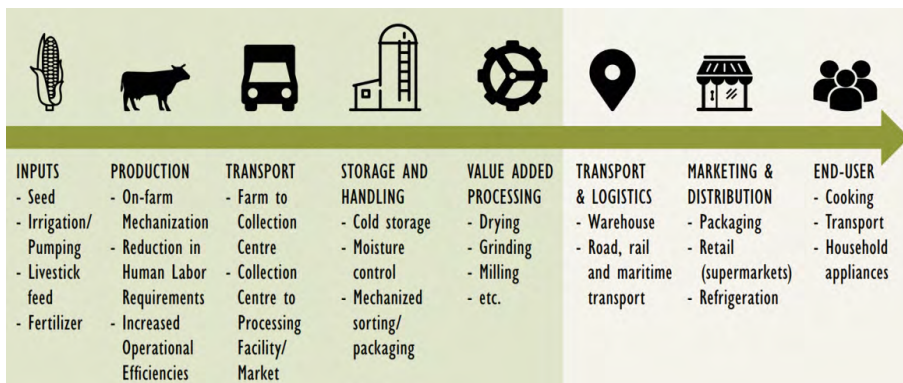 INPUTS
- Seed
- Irrigation/
Pumping
- Livestick
feed
- Fertilizer
PRODUCTION
- On-farm
Mechanization
- Reduction in
Human Labor
Requirements
- Increased
Operational
Efficiencies
TRANSPORT
- Farm to
Collection
Centre
- Collection
Centre to
Processing
Facility/
Market
STORAGE AND
HANDLING
- Cold storage
- Moisture
control
- Mechanized
sorting/
packaging
VALUE ADDED
PROCESSING
- Drying
- Grinding
- Milling
- etc.
TRANSPORT
& LOGISTICS
- Warehouse
- Road, rail
and maritime
transport
MARKETING &
DISTRIBUTION
- Packaging
- Retail
(supermarkets)
- Refrigeration
END-USER
- Cooking
- Transport
- Household
appliances